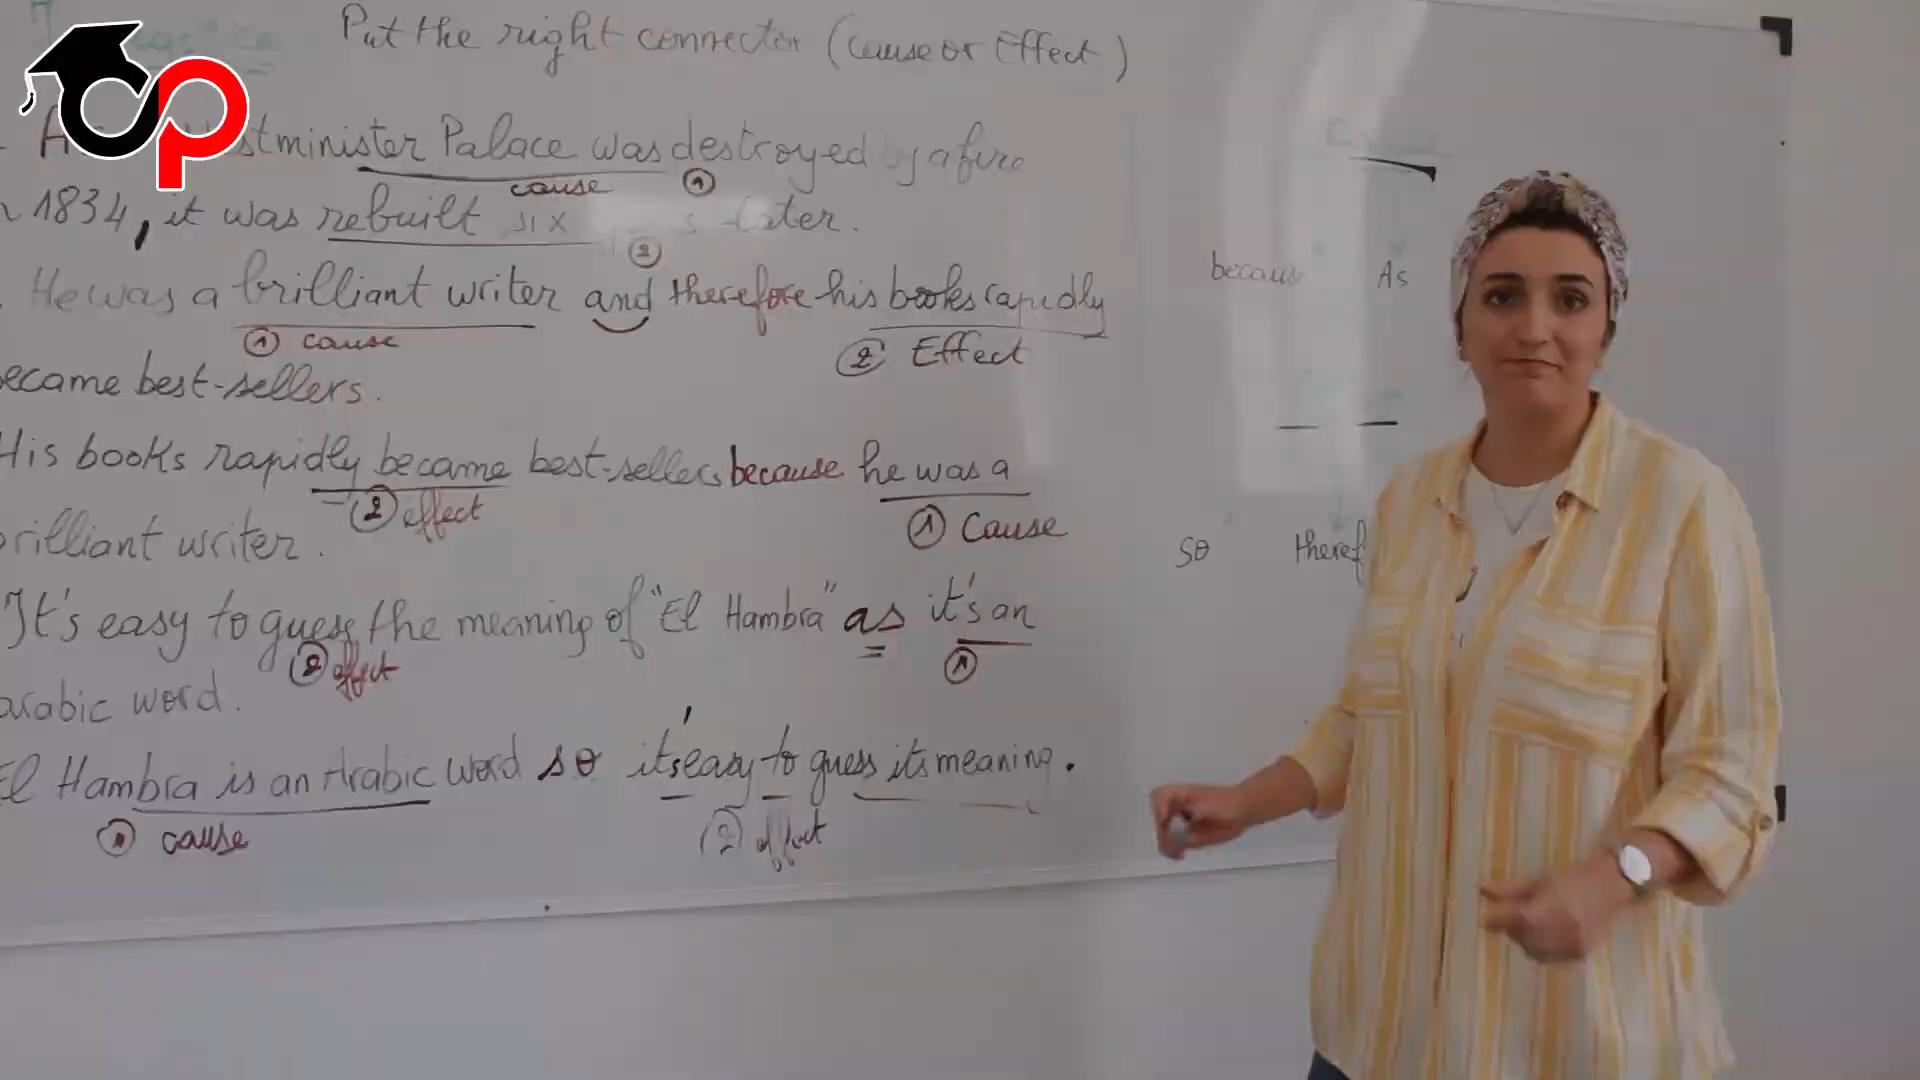 Put the right connector (cause or Effect)
stminister Palace was destroyed by a fire
cause 1
1834, it was rebuilt six later.
2
He was a brilliant writer and therefore his books rapidly
1 cause 2 Effect
ecame best-sellers.
His books rapidly became best-sellers because he was a
2 effect 1 Cause
rilliant writer.
It's easy to guess the meaning of "El Hambra" as it's an
2 effect 1
arabic word.
El Hambra is an Arabic word so it's easy to guess its meaning.
1 cause 2 effect
becaus As
so theref